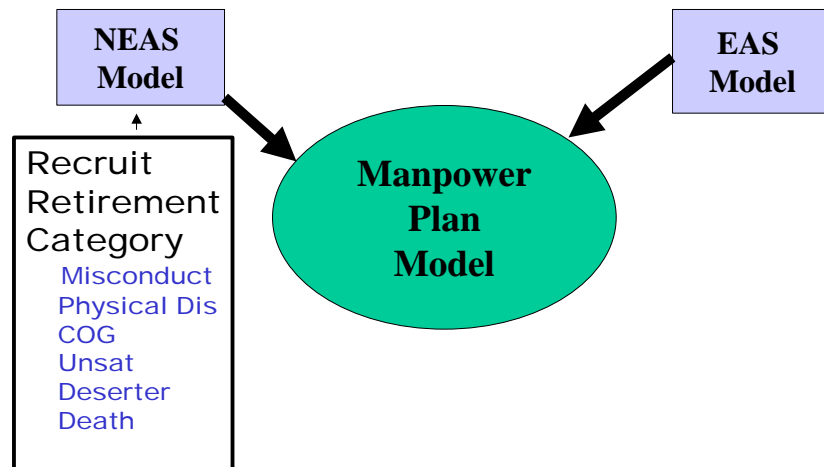 NEAS
Model
EAS
Model
Recruit
Retirement
Category
Misconduct
Physical Dis
COG
Unsat
Deserter
Death
Manpower
Plan
Model